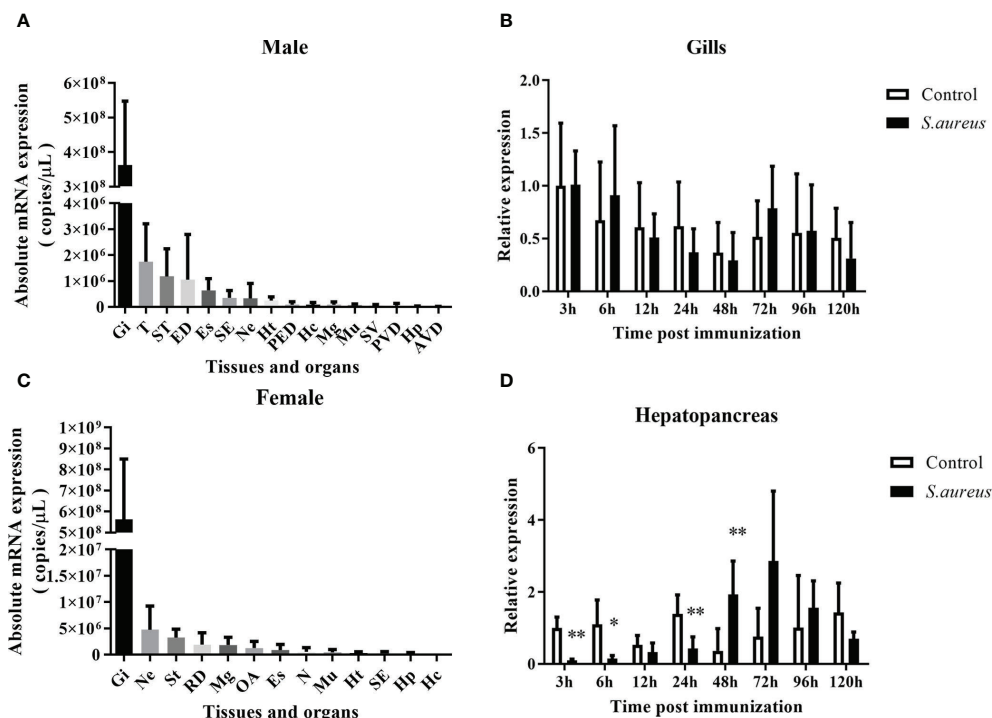 A
Male
Absolute mRNA expression
( copies/μL )
6×10⁸
5×10⁸
4×10⁸
3×10⁸
4×10⁶
3×10⁶
2×10⁶
1×10⁶
0
Gi T ST ED Es SE Ne Ht PED Hc Mg Mu SV PVD Hp AVD
Tissues and organs
B
Gills
Control
S.aureus
Relative expression
2.0
1.5
1.0
0.5
0.0
3h 6h 12h 24h 48h 72h 96h 120h
Time post immunization
C
Female
Absolute mRNA expression
( copies/μL )
1×10⁹
9×10⁸
8×10⁸
7×10⁸
6×10⁸
5×10⁸
2×10⁷
1.5×10⁷
1×10⁷
5×10⁶
0
Gi Ne St RD Mg OA Es N Mu Ht SE Hp Hc
Tissues and organs
D
Hepatopancreas
Control
S.aureus
Relative expression
6
4
2
0
** * ** **
3h 6h 12h 24h 48h 72h 96h 120h
Time post immunization